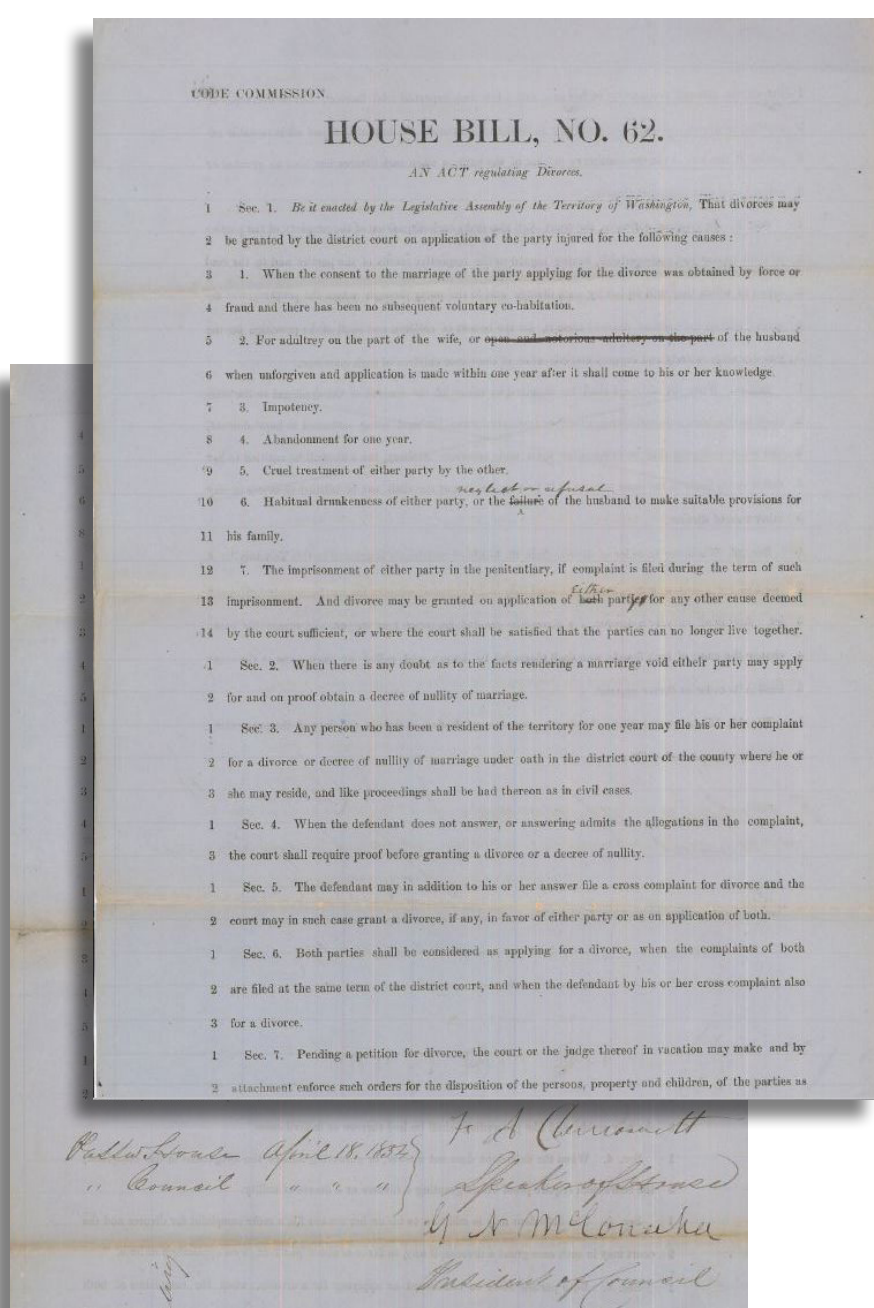 CODE COMMISSION
HOUSE BILL, NO. 62.
AN ACT regulating Divorces.
1 Sec. 1. Be it enacted by the Legislative Assembly of the Territory of Washington, That divorces may
2 be granted by the district court on application of the party injured for the following causes :
3 1. When the consent to the marriage of the party applying for the divorce was obtained by force or
4 fraud and there has been no subsequent voluntary co-habitation.
5 2. For adultrey on the part of the wife, or open and notorious adultery on the part of the husband
6 when unforgiven and application is made within one year after it shall come to his or her knowledge.
7 3. Impotency.
8 4. Abandonment for one year.
9 5. Cruel treatment of either party by the other.
neglect or refusal
10 6. Habitual drunkenness of either party, or the failure of the husband to make suitable provisions for
11 his family.
12 7. The imprisonment of either party in the penitentiary, if complaint is filed during the term of such
either
13 imprisonment. And divorce may be granted on application of both parties for any other cause deemed
14 by the court sufficient, or where the court shall be satisfied that the parties can no longer live together.
1 Sec. 2. When there is any doubt as to the facts rendering a marriarge void eitheir party may apply
2 for and on proof obtain a decree of nullity of marriage.
1 Sec. 3. Any person who has been a resident of the territory for one year may file his or her complaint
2 for a divorce or decree of nullity of marriage under oath in the district court of the county where he or
3 she may reside, and like proceedings shall be had thereon as in civil cases.
1 Sec. 4. When the defendant does not answer, or answering admits the allegations in the complaint,
3 the court shall require proof before granting a divorce or a decree of nullity.
1 Sec. 5. The defendant may in addition to his or her answer file a cross complaint for divorce and the
2 court may in such case grant a divorce, if any, in favor of either party or as on application of both.
1 Sec. 6. Both parties shall be considered as applying for a divorce, when the complaints of both
2 are filed at the same term of the district court, and when the defendant by his or her cross complaint also
3 for a divorce.
1 Sec. 7. Pending a petition for divorce, the court or the judge thereof in vacation may make and by
2 attachment enforce such orders for the disposition of the persons, property and children, of the parties as
Passed House April 18. 1854
" Council " " "
F. A. Chenoweth
Speaker of House
G N McConaha
President of Council